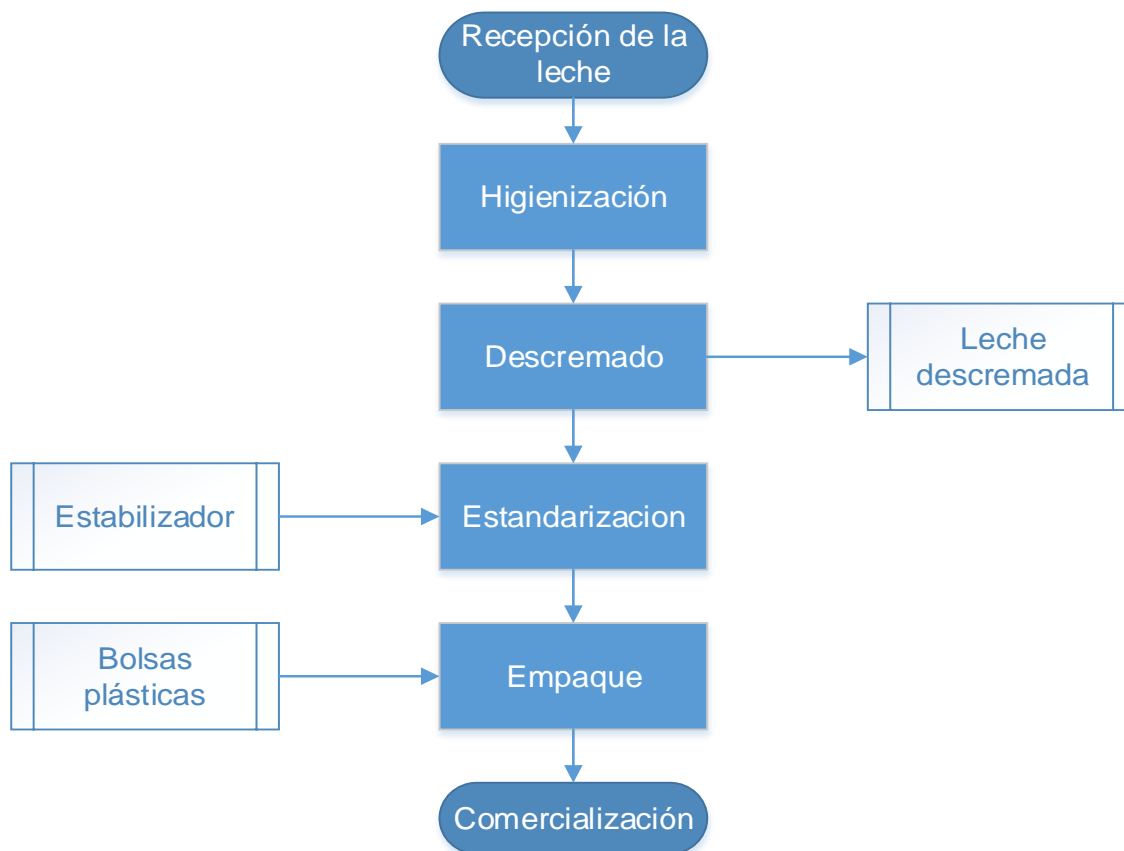 Recepción de la
leche
Higienización
Descremado
Leche
descremada
Estabilizador
Estandarizacion
Bolsas
plásticas
Empaque
Comercialización